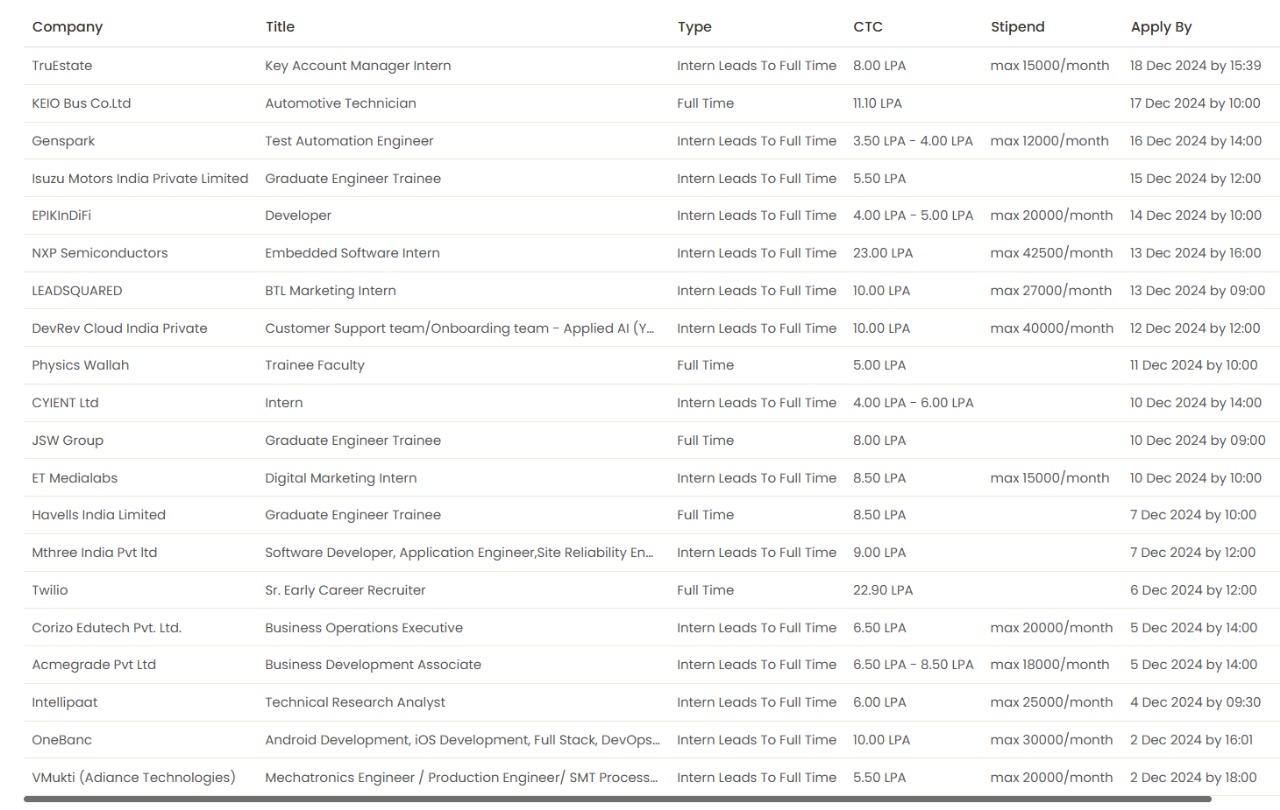 Company Title Type CTC Stipend Apply By
TruEstate Key Account Manager Intern Intern Leads To Full Time 8.00 LPA max 15000/month 18 Dec 2024 by 15:39
KEIO Bus Co.Ltd Automotive Technician Full Time 11.10 LPA 17 Dec 2024 by 10:00
Genspark Test Automation Engineer Intern Leads To Full Time 3.50 LPA - 4.00 LPA max 12000/month 16 Dec 2024 by 14:00
Isuzu Motors India Private Limited Graduate Engineer Trainee Intern Leads To Full Time 5.50 LPA 15 Dec 2024 by 12:00
EPIKInDiFi Developer Intern Leads To Full Time 4.00 LPA - 5.00 LPA max 20000/month 14 Dec 2024 by 10:00
NXP Semiconductors Embedded Software Intern Intern Leads To Full Time 23.00 LPA max 42500/month 13 Dec 2024 by 16:00
LEADSQUARED BTL Marketing Intern Intern Leads To Full Time 10.00 LPA max 27000/month 13 Dec 2024 by 09:00
DevRev Cloud India Private Customer Support team/Onboarding team - Applied AI (Y... Intern Leads To Full Time 10.00 LPA max 40000/month 12 Dec 2024 by 12:00
Physics Wallah Trainee Faculty Full Time 5.00 LPA 11 Dec 2024 by 10:00
CYIENT Ltd Intern Intern Leads To Full Time 4.00 LPA - 6.00 LPA 10 Dec 2024 by 14:00
JSW Group Graduate Engineer Trainee Full Time 8.00 LPA 10 Dec 2024 by 09:00
ET Medialabs Digital Marketing Intern Intern Leads To Full Time 8.50 LPA max 15000/month 10 Dec 2024 by 10:00
Havells India Limited Graduate Engineer Trainee Full Time 8.50 LPA 7 Dec 2024 by 10:00
Mthree India Pvt ltd Software Developer, Application Engineer,Site Reliability En... Intern Leads To Full Time 9.00 LPA 7 Dec 2024 by 12:00
Twilio Sr. Early Career Recruiter Full Time 22.90 LPA 6 Dec 2024 by 12:00
Corizo Edutech Pvt. Ltd. Business Operations Executive Intern Leads To Full Time 6.50 LPA max 20000/month 5 Dec 2024 by 14:00
Acmegrade Pvt Ltd Business Development Associate Intern Leads To Full Time 6.50 LPA - 8.50 LPA max 18000/month 5 Dec 2024 by 14:00
Intellipaat Technical Research Analyst Intern Leads To Full Time 6.00 LPA max 25000/month 4 Dec 2024 by 09:30
OneBanc Android Development, iOS Development, Full Stack, DevOps... Intern Leads To Full Time 10.00 LPA max 30000/month 2 Dec 2024 by 16:01
VMukti (Adiance Technologies) Mechatronics Engineer / Production Engineer/ SMT Process... Intern Leads To Full Time 5.50 LPA max 20000/month 2 Dec 2024 by 18:00